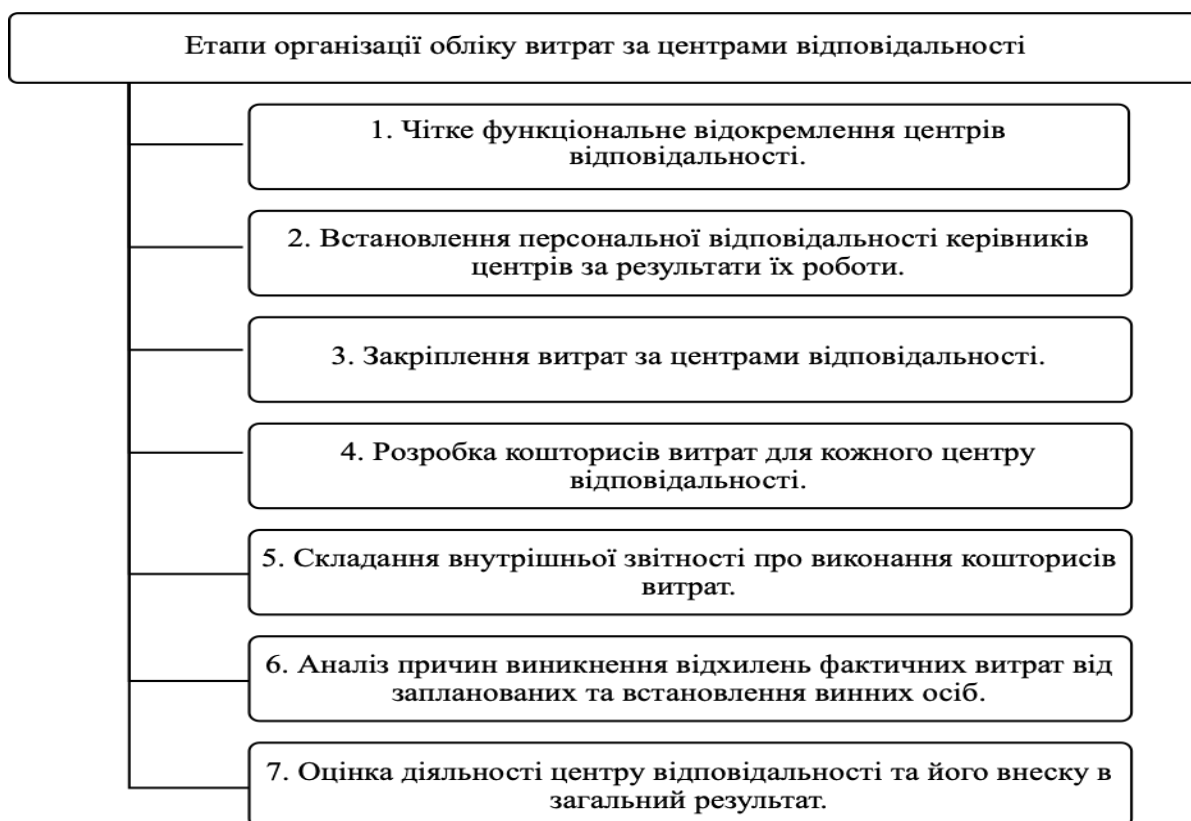 Етапи організації обліку витрат за центрами відповідальності
1. Чітке функціональне відокремлення центрів
відповідальності.
2. Встановлення персональної відповідальності керівників
центрів за результати їх роботи.
3. Закріплення витрат за центрами відповідальності.
4. Розробка кошторисів витрат для кожного центру
відповідальності.
5. Складання внутрішньої звітності про виконання кошторисів
витрат.
6. Аналіз причин виникнення відхилень фактичних витрат від
запланованих та встановлення винних осіб.
7. Оцінка діяльності центру відповідальності та його внеску в
загальний результат.